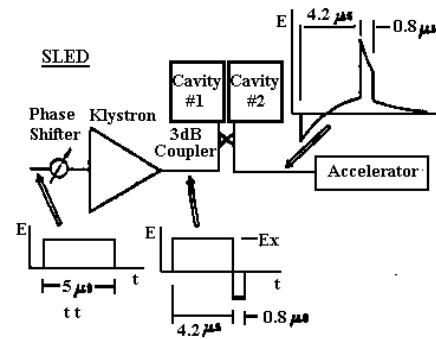 E
4.2 µs
0.8 µs
SLED
Cavity
#1
Cavity
#2
Phase
Shifter
Klystron
3dB
Coupler
Accelerator
E
t
5 µs
t t
E
Ex
t
4.2 µs
0.8 µs